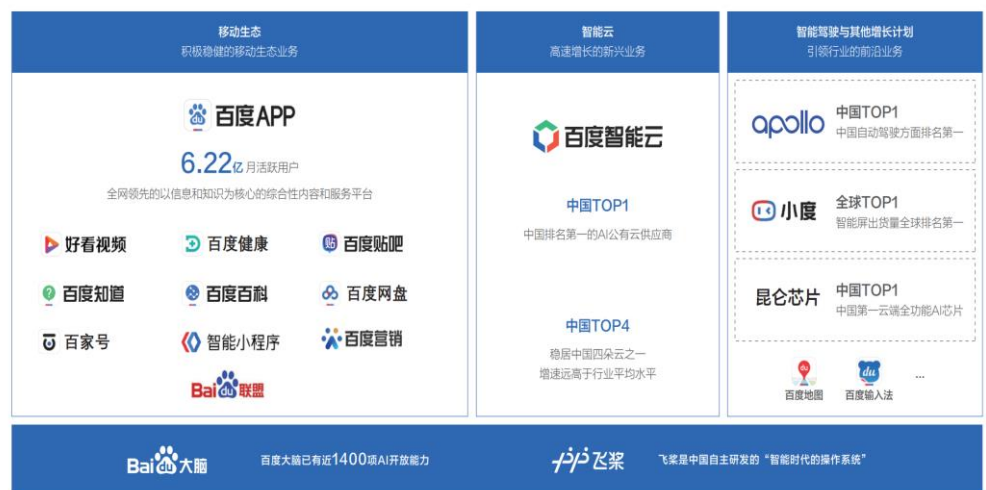 移动生态
积极稳健的移动生态业务
du 百度APP
6.22亿 月活跃用户
全网领先的以信息和知识为核心的综合性内容和服务平台
好看视频
百度健康
贴 百度贴吧
? 百度知道
百度百科
百度网盘
百家号
智能小程序
百度营销
Bai du 联盟
智能云
高速增长的新兴业务
百度智能云
中国TOP1
中国排名第一的AI公有云供应商
中国TOP4
稳居中国四朵云之一
增速远高于行业平均水平
智能驾驶与其他增长计划
引领行业的前沿业务
apollo
中国TOP1
中国自动驾驶方面排名第一
小度
全球TOP1
智能屏出货量全球排名第一
昆仑芯片
中国TOP1
中国第一云端全功能AI芯片
du
百度地图
du
百度输入法
...
Bai du 大脑
百度大脑已有近1400项AI开放能力
飞桨
飞桨是中国自主研发的“智能时代的操作系统”